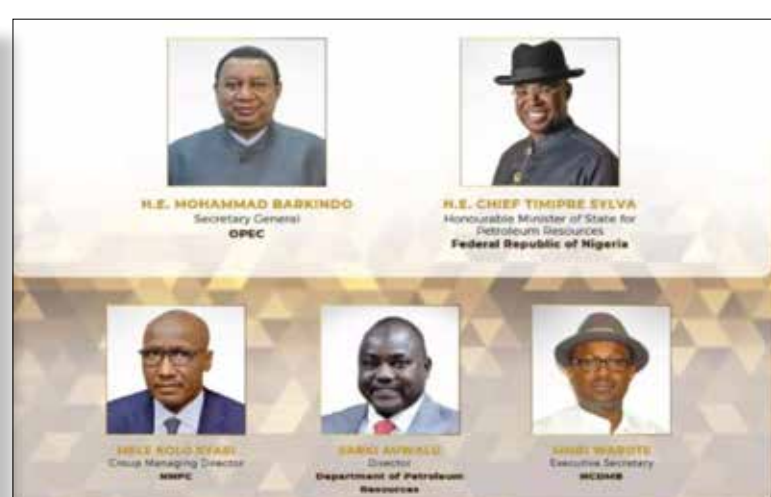 H.E. MOHAMMAD BARKINDO
Secretary General
OPEC
H.E. CHIEF TIMIPRE SYLVA
Honourable Minister of State for
Petroleum Resources
Federal Republic of Nigeria
MELE KOLO KYARI
Group Managing Director
NNPC
SARKI AUWALU
Director
Department of Petroleum
Resources
SIMBI WABOTE
Executive Secretary
NCDMB